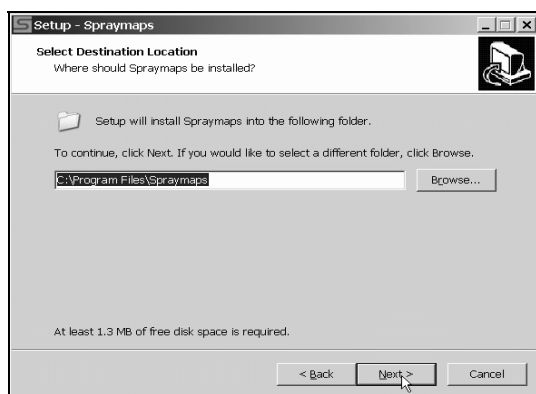 Setup - Spraymaps
Select Destination Location
Where should Spraymaps be installed?
Setup will install Spraymaps into the following folder.
To continue, click Next. If you would like to select a different folder, click Browse.
C:\Program Files\Spraymaps
Browse...
At least 1.3 MB of free disk space is required.
< Back
Next >
Cancel